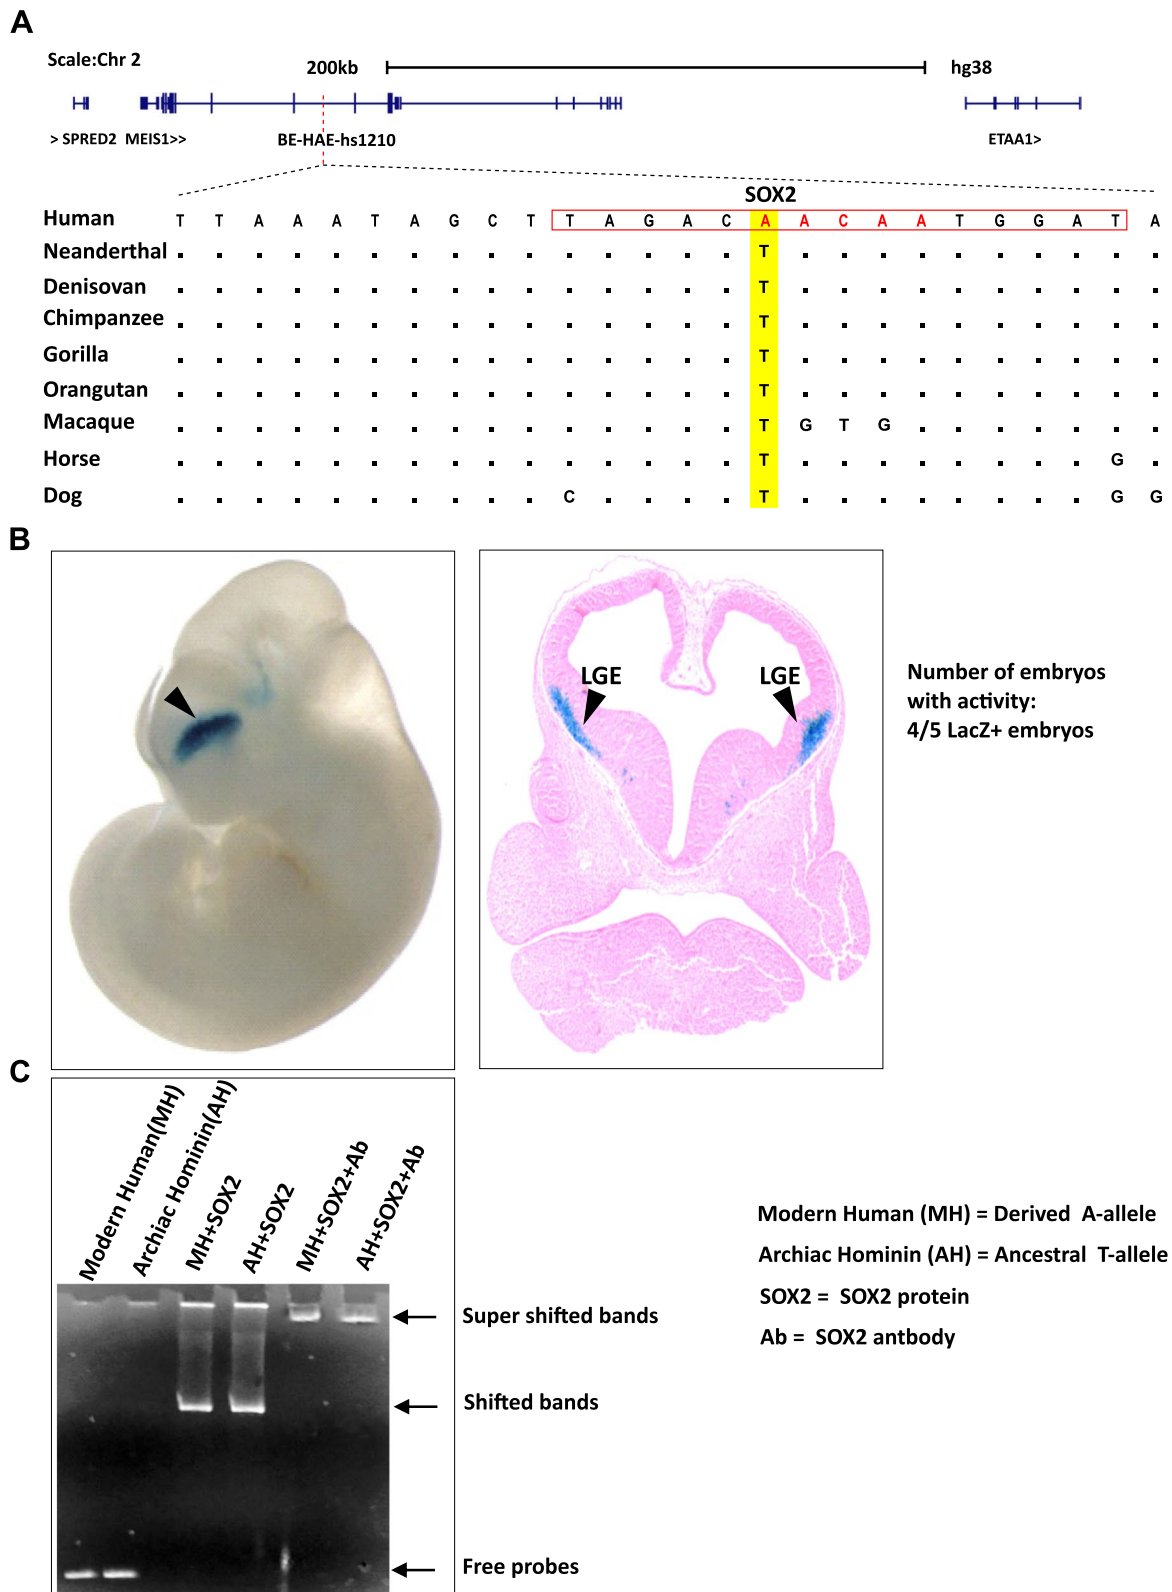 A
Scale:Chr 2
200kb
hg38
> SPRED2 MEIS1>> BE-HAE-hs1210 ETAA1>
SOX2
Human T T A A A T A G C T T A G A C A A C A A T G G A T A
Neanderthal . . . . . . . . . . . . . . . T . . . . . . . . . .
Denisovan . . . . . . . . . . . . . . . T . . . . . . . . . .
Chimpanzee . . . . . . . . . . . . . . . T . . . . . . . . . .
Gorilla . . . . . . . . . . . . . . . T . . . . . . . . . .
Orangutan . . . . . . . . . . . . . . . T . . . . . . . . . .
Macaque . . . . . . . . . . . . . . . T G T G . . . . . . .
Horse . . . . . . . . . . . . . . . T . . . . . . . . G .
Dog . . . . . . . . . . C . . . . T . . . . . . . . G G
B
LGE LGE
Number of embryos
with activity:
4/5 LacZ+ embryos
C
Modern Human(MH)
Archiac Hominin(AH)
MH+SOX2
AH+SOX2
MH+SOX2+Ab
AH+SOX2+Ab
Super shifted bands
Shifted bands
Free probes
Modern Human (MH) = Derived A-allele
Archiac Hominin (AH) = Ancestral T-allele
SOX2 = SOX2 protein
Ab = SOX2 antbody